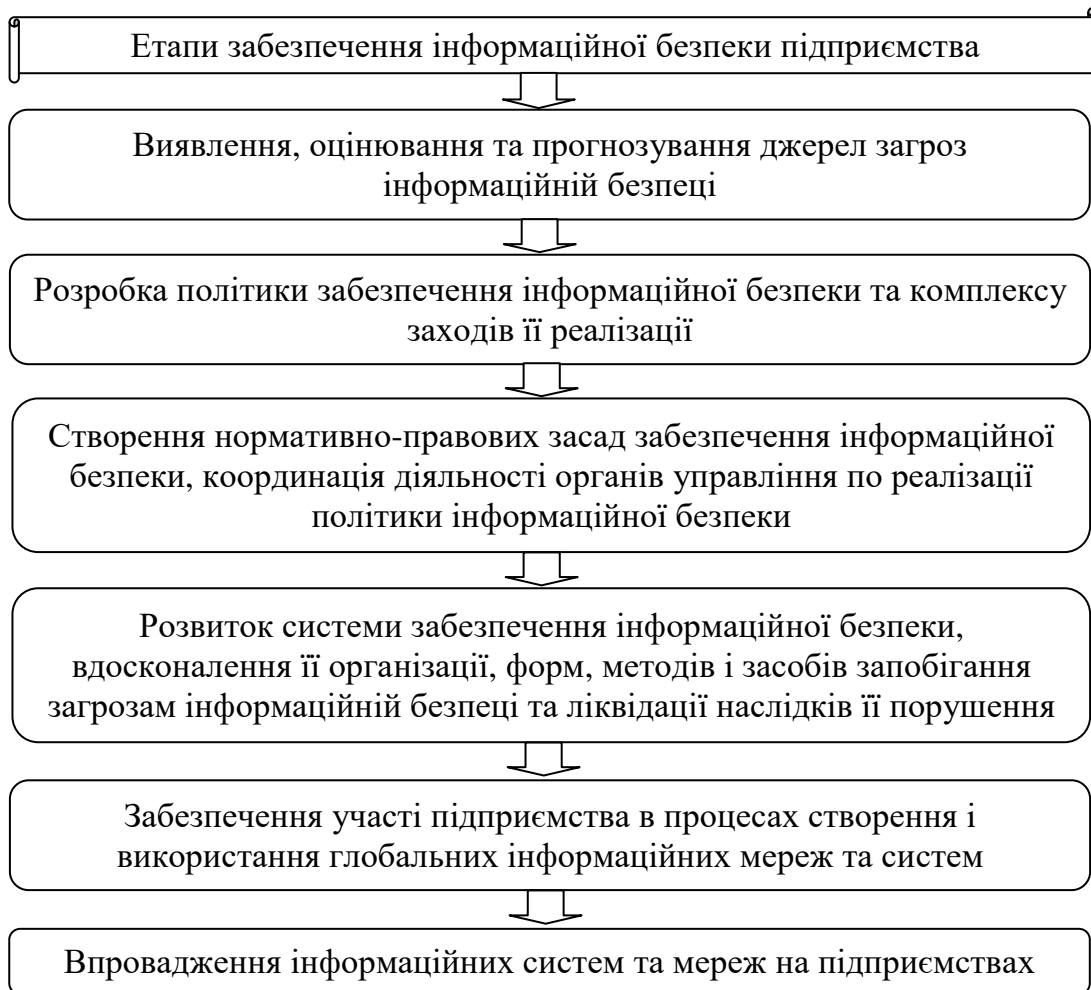 Етапи забезпечення інформаційної безпеки підприємства
Виявлення, оцінювання та прогнозування джерел загроз
інформаційній безпеці
Розробка політики забезпечення інформаційної безпеки та комплексу
заходів її реалізації
Створення нормативно-правових засад забезпечення інформаційної
безпеки, координація діяльності органів управління по реалізації
політики інформаційної безпеки
Розвиток системи забезпечення інформаційної безпеки,
вдосконалення її організації, форм, методів і засобів запобігання
загрозам інформаційній безпеці та ліквідації наслідків її порушення
Забезпечення участі підприємства в процесах створення і
використання глобальних інформаційних мереж та систем
Впровадження інформаційних систем та мереж на підприємствах